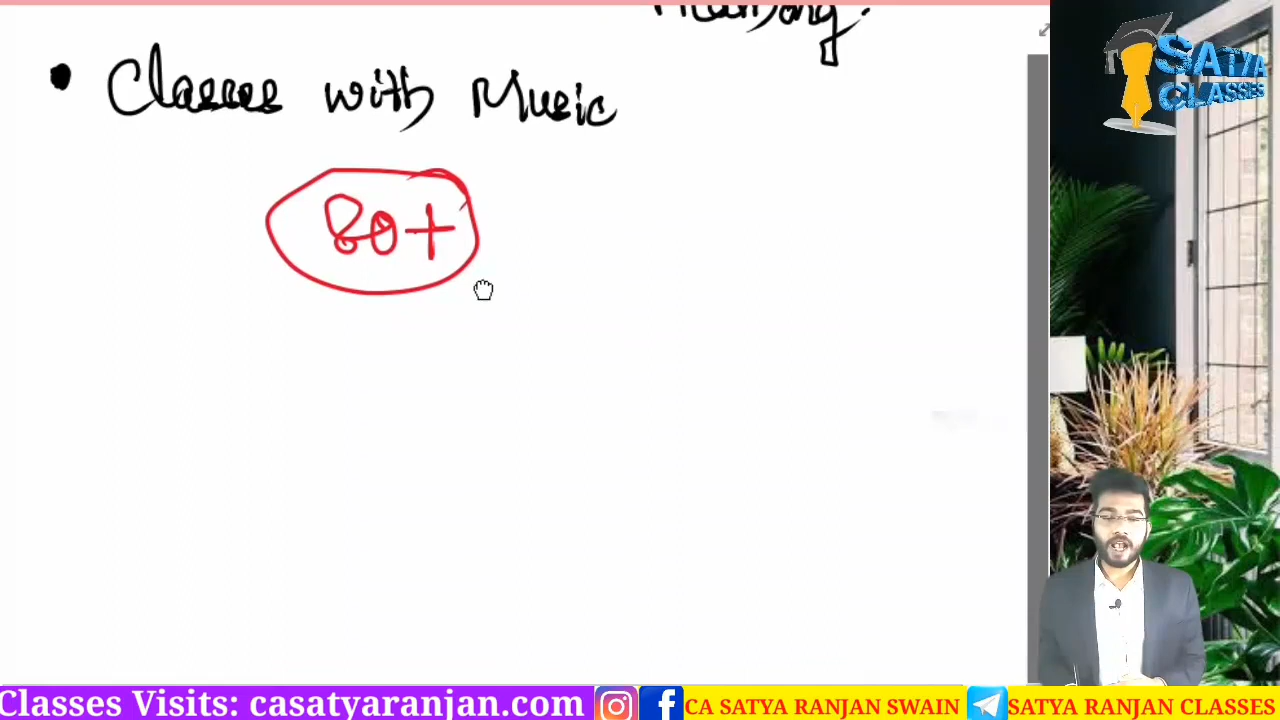 • Classes with Music
80+
SATYA
CLASSES
Classes Visits: casatyaranjan.com
CA SATYA RANJAN SWAIN
SATYA RANJAN CLASSES